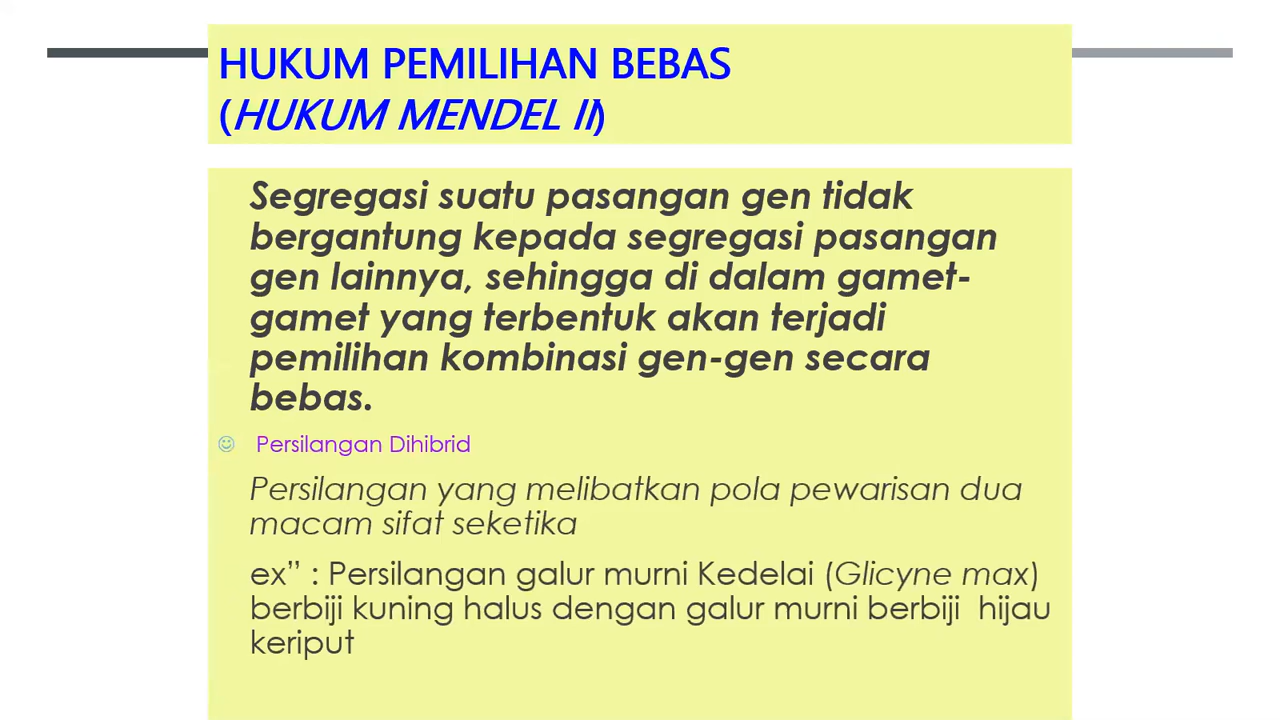 HUKUM PEMILIHAN BEBAS
(HUKUM MENDEL II)
Segregasi suatu pasangan gen tidak
bergantung kepada segregasi pasangan
gen lainnya, sehingga di dalam gamet-
gamet yang terbentuk akan terjadi
pemilihan kombinasi gen-gen secara
bebas.
Persilangan Dihibrid
Persilangan yang melibatkan pola pewarisan dua
macam sifat seketika
ex” : Persilangan galur murni Kedelai (Glicyne max)
berbiji kuning halus dengan galur murni berbiji  hijau
keriput